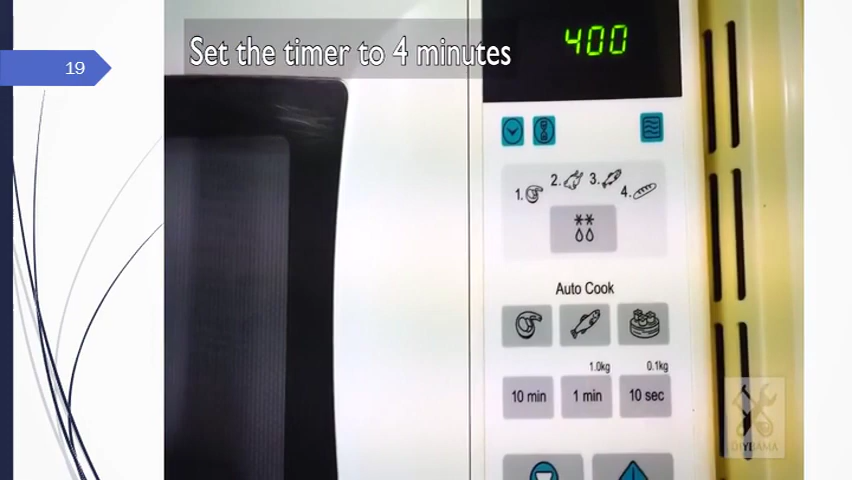 19
Set the timer to 4 minutes
400
1.
2.
3.
4.
Auto Cook
1.0kg
0.1kg
10 min
1 min
10 sec
DIYBAMA